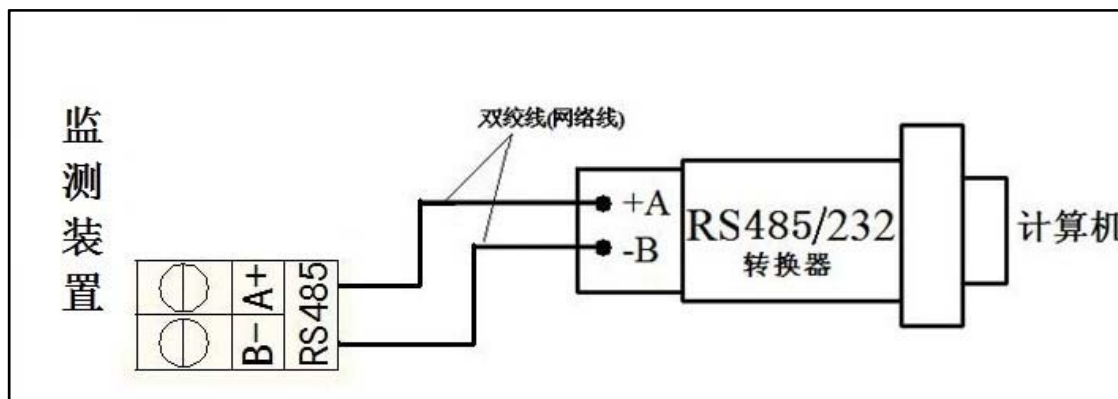 监测装置
双绞线(网络线)
+A
-B
RS485/232
转换器
计算机
A+
B-
RS485